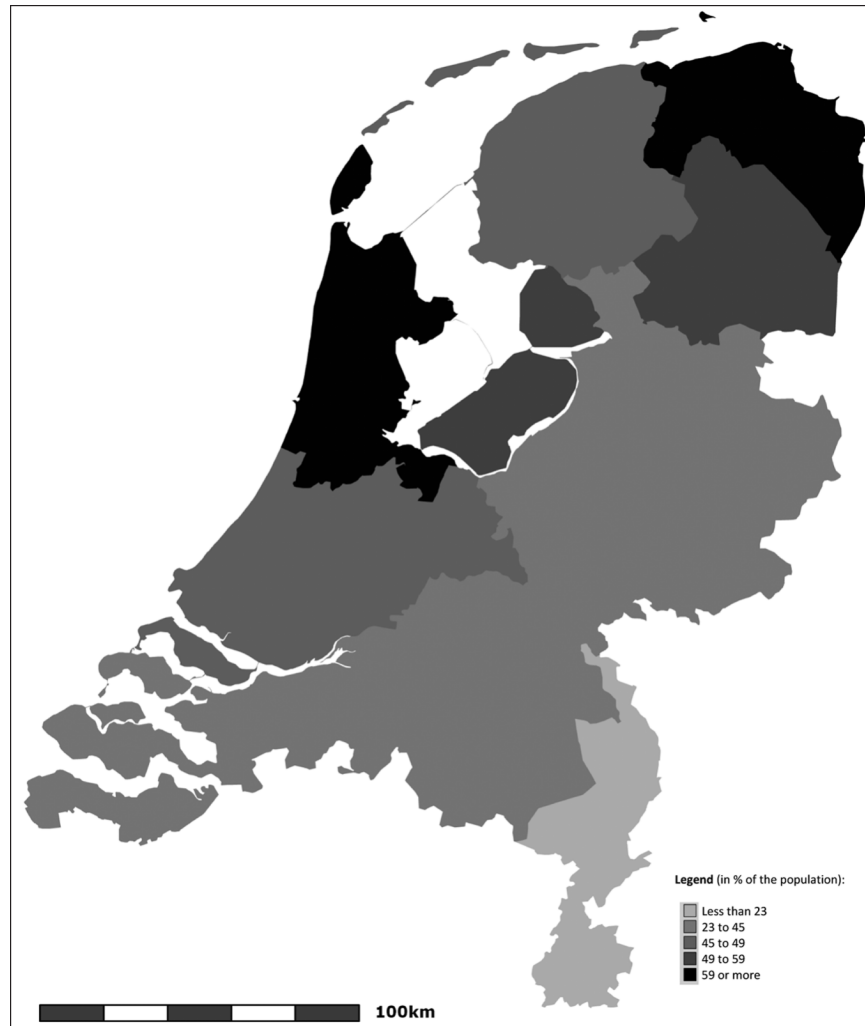 Legend (in % of the population):
Less than 23
23 to 45
45 to 49
49 to 59
59 or more
100km